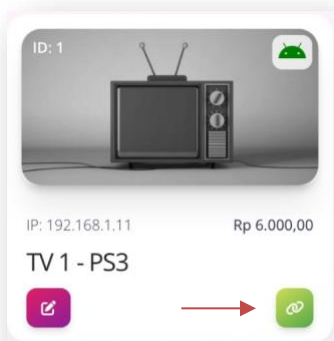 ID: 1
IP: 192.168.1.11 Rp 6.000,00
TV 1 - PS3